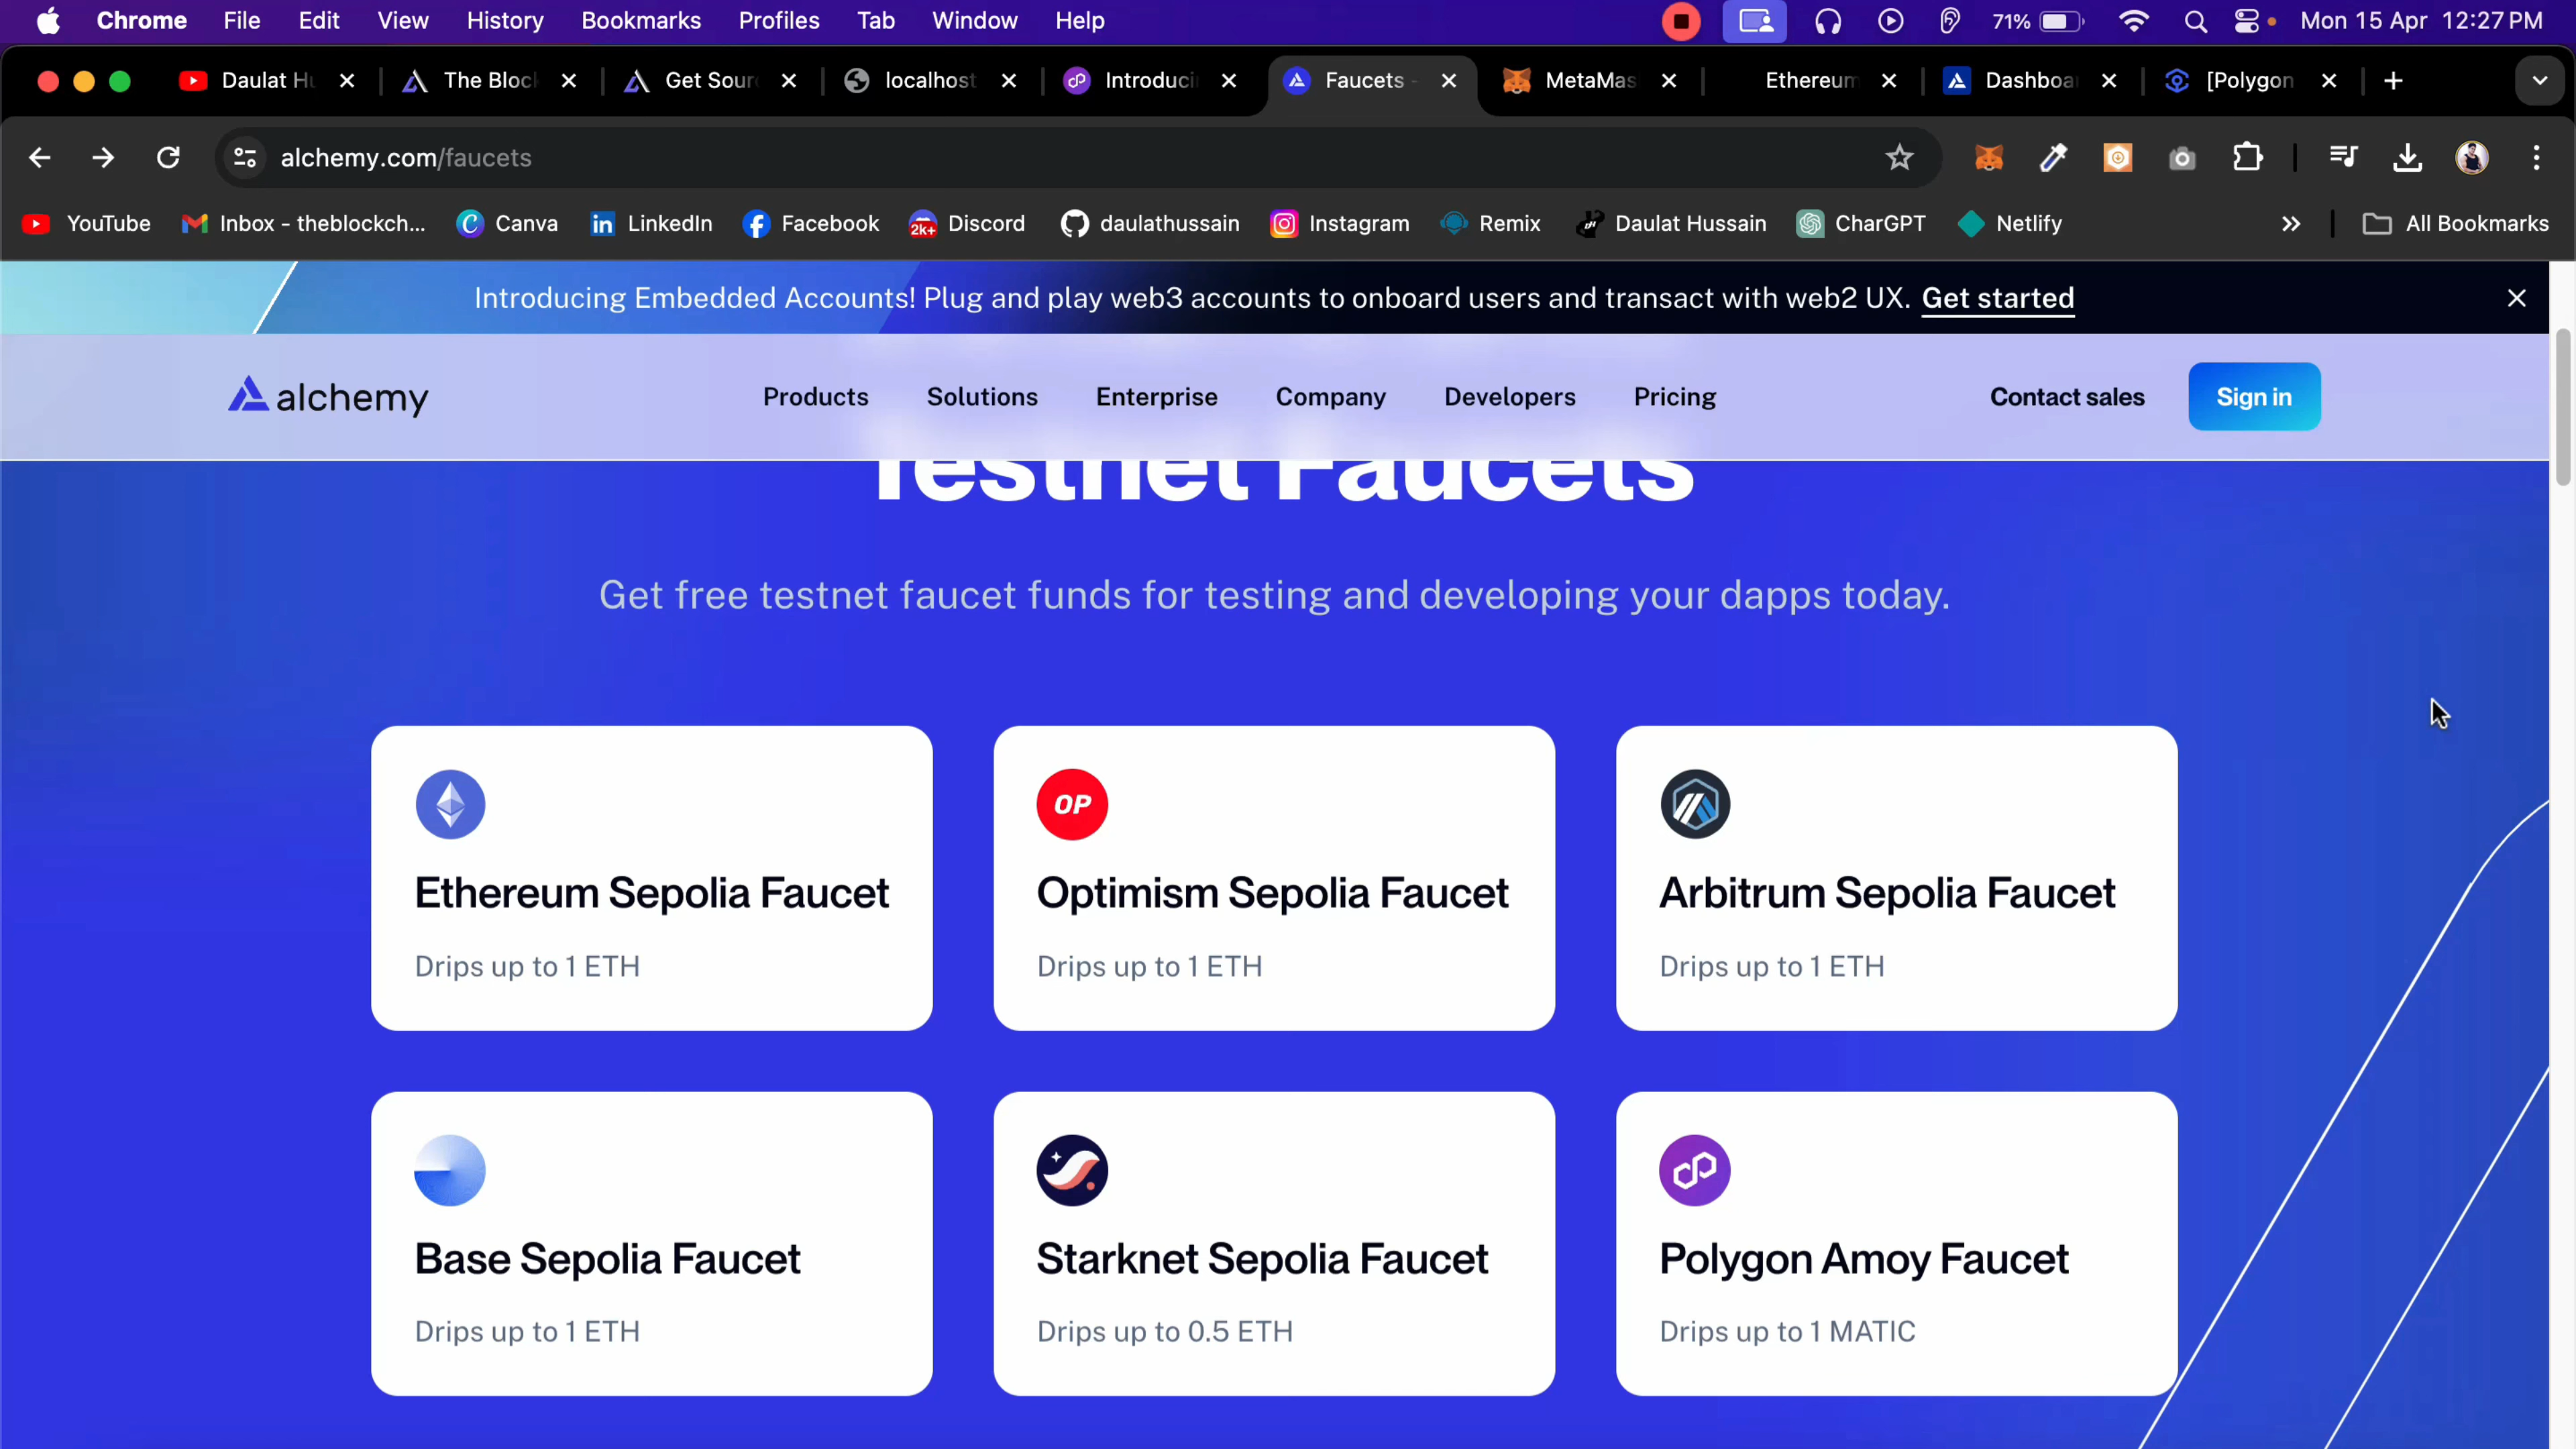 Chrome File Edit View History Bookmarks Profiles Tab Window Help 71% Mon 15 Apr 12:27 PM
Daulat Hu The Block Get Sour localhost Introducin Faucets - MetaMas Ethereum Dashboa [Polygon
alchemy.com/faucets
YouTube Inbox - theblockch... Canva LinkedIn Facebook 2k+ Discord daulathussain Instagram Remix Daulat Hussain CharGPT Netlify » All Bookmarks
Introducing Embedded Accounts! Plug and play web3 accounts to onboard users and transact with web2 UX. Get started
alchemy Products Solutions Enterprise Company Developers Pricing Contact sales Sign in
Testnet Faucets
Get free testnet faucet funds for testing and developing your dapps today.
OP
Ethereum Sepolia Faucet Optimism Sepolia Faucet Arbitrum Sepolia Faucet
Drips up to 1 ETH Drips up to 1 ETH Drips up to 1 ETH
Base Sepolia Faucet Starknet Sepolia Faucet Polygon Amoy Faucet
Drips up to 1 ETH Drips up to 0.5 ETH Drips up to 1 MATIC